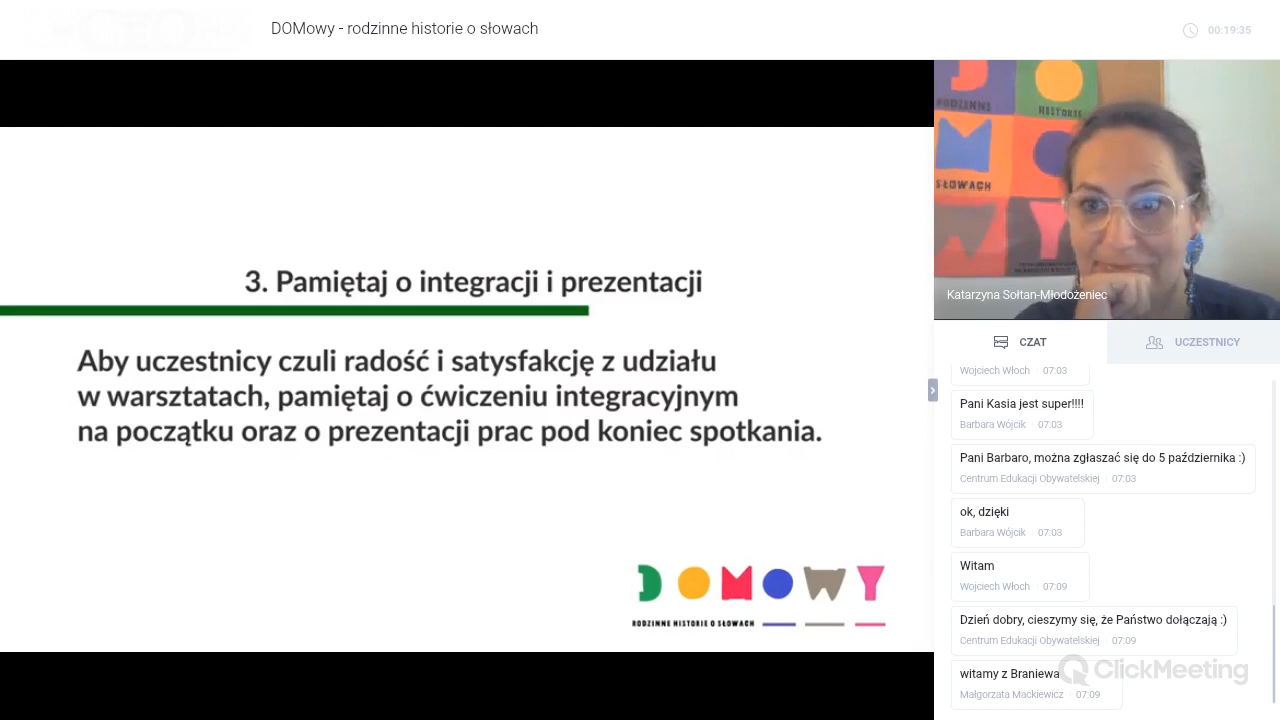 DOMowy - rodzinne historie o słowach
00:19:35
3. Pamiętaj o integracji i prezentacji
Aby uczestnicy czuli radość i satysfakcję z udziału
w warsztatach, pamiętaj o ćwiczeniu integracyjnym
na początku oraz o prezentacji prac pod koniec spotkania.
DOMOWY
RODZINNE HISTORIE O SŁOWACH
RODZINNE
HISTORIE
SŁOWACH
Katarzyna Sołtan-Młodożeniec
CZAT
UCZESTNICY
Wojciech Włoch 07:03
Pani Kasia jest super!!!!
Barbara Wójcik 07:03
Pani Barbaro, można zgłaszać się do 5 października :)
Centrum Edukacji Obywatelskiej 07:03
ok, dzięki
Barbara Wójcik 07:03
Witam
Wojciech Włoch 07:09
Dzień dobry, cieszymy się, że Państwo dołączają :)
Centrum Edukacji Obywatelskiej 07:09
witamy z Braniewa
Małgorzata Mackiewicz 07:09
ClickMeeting